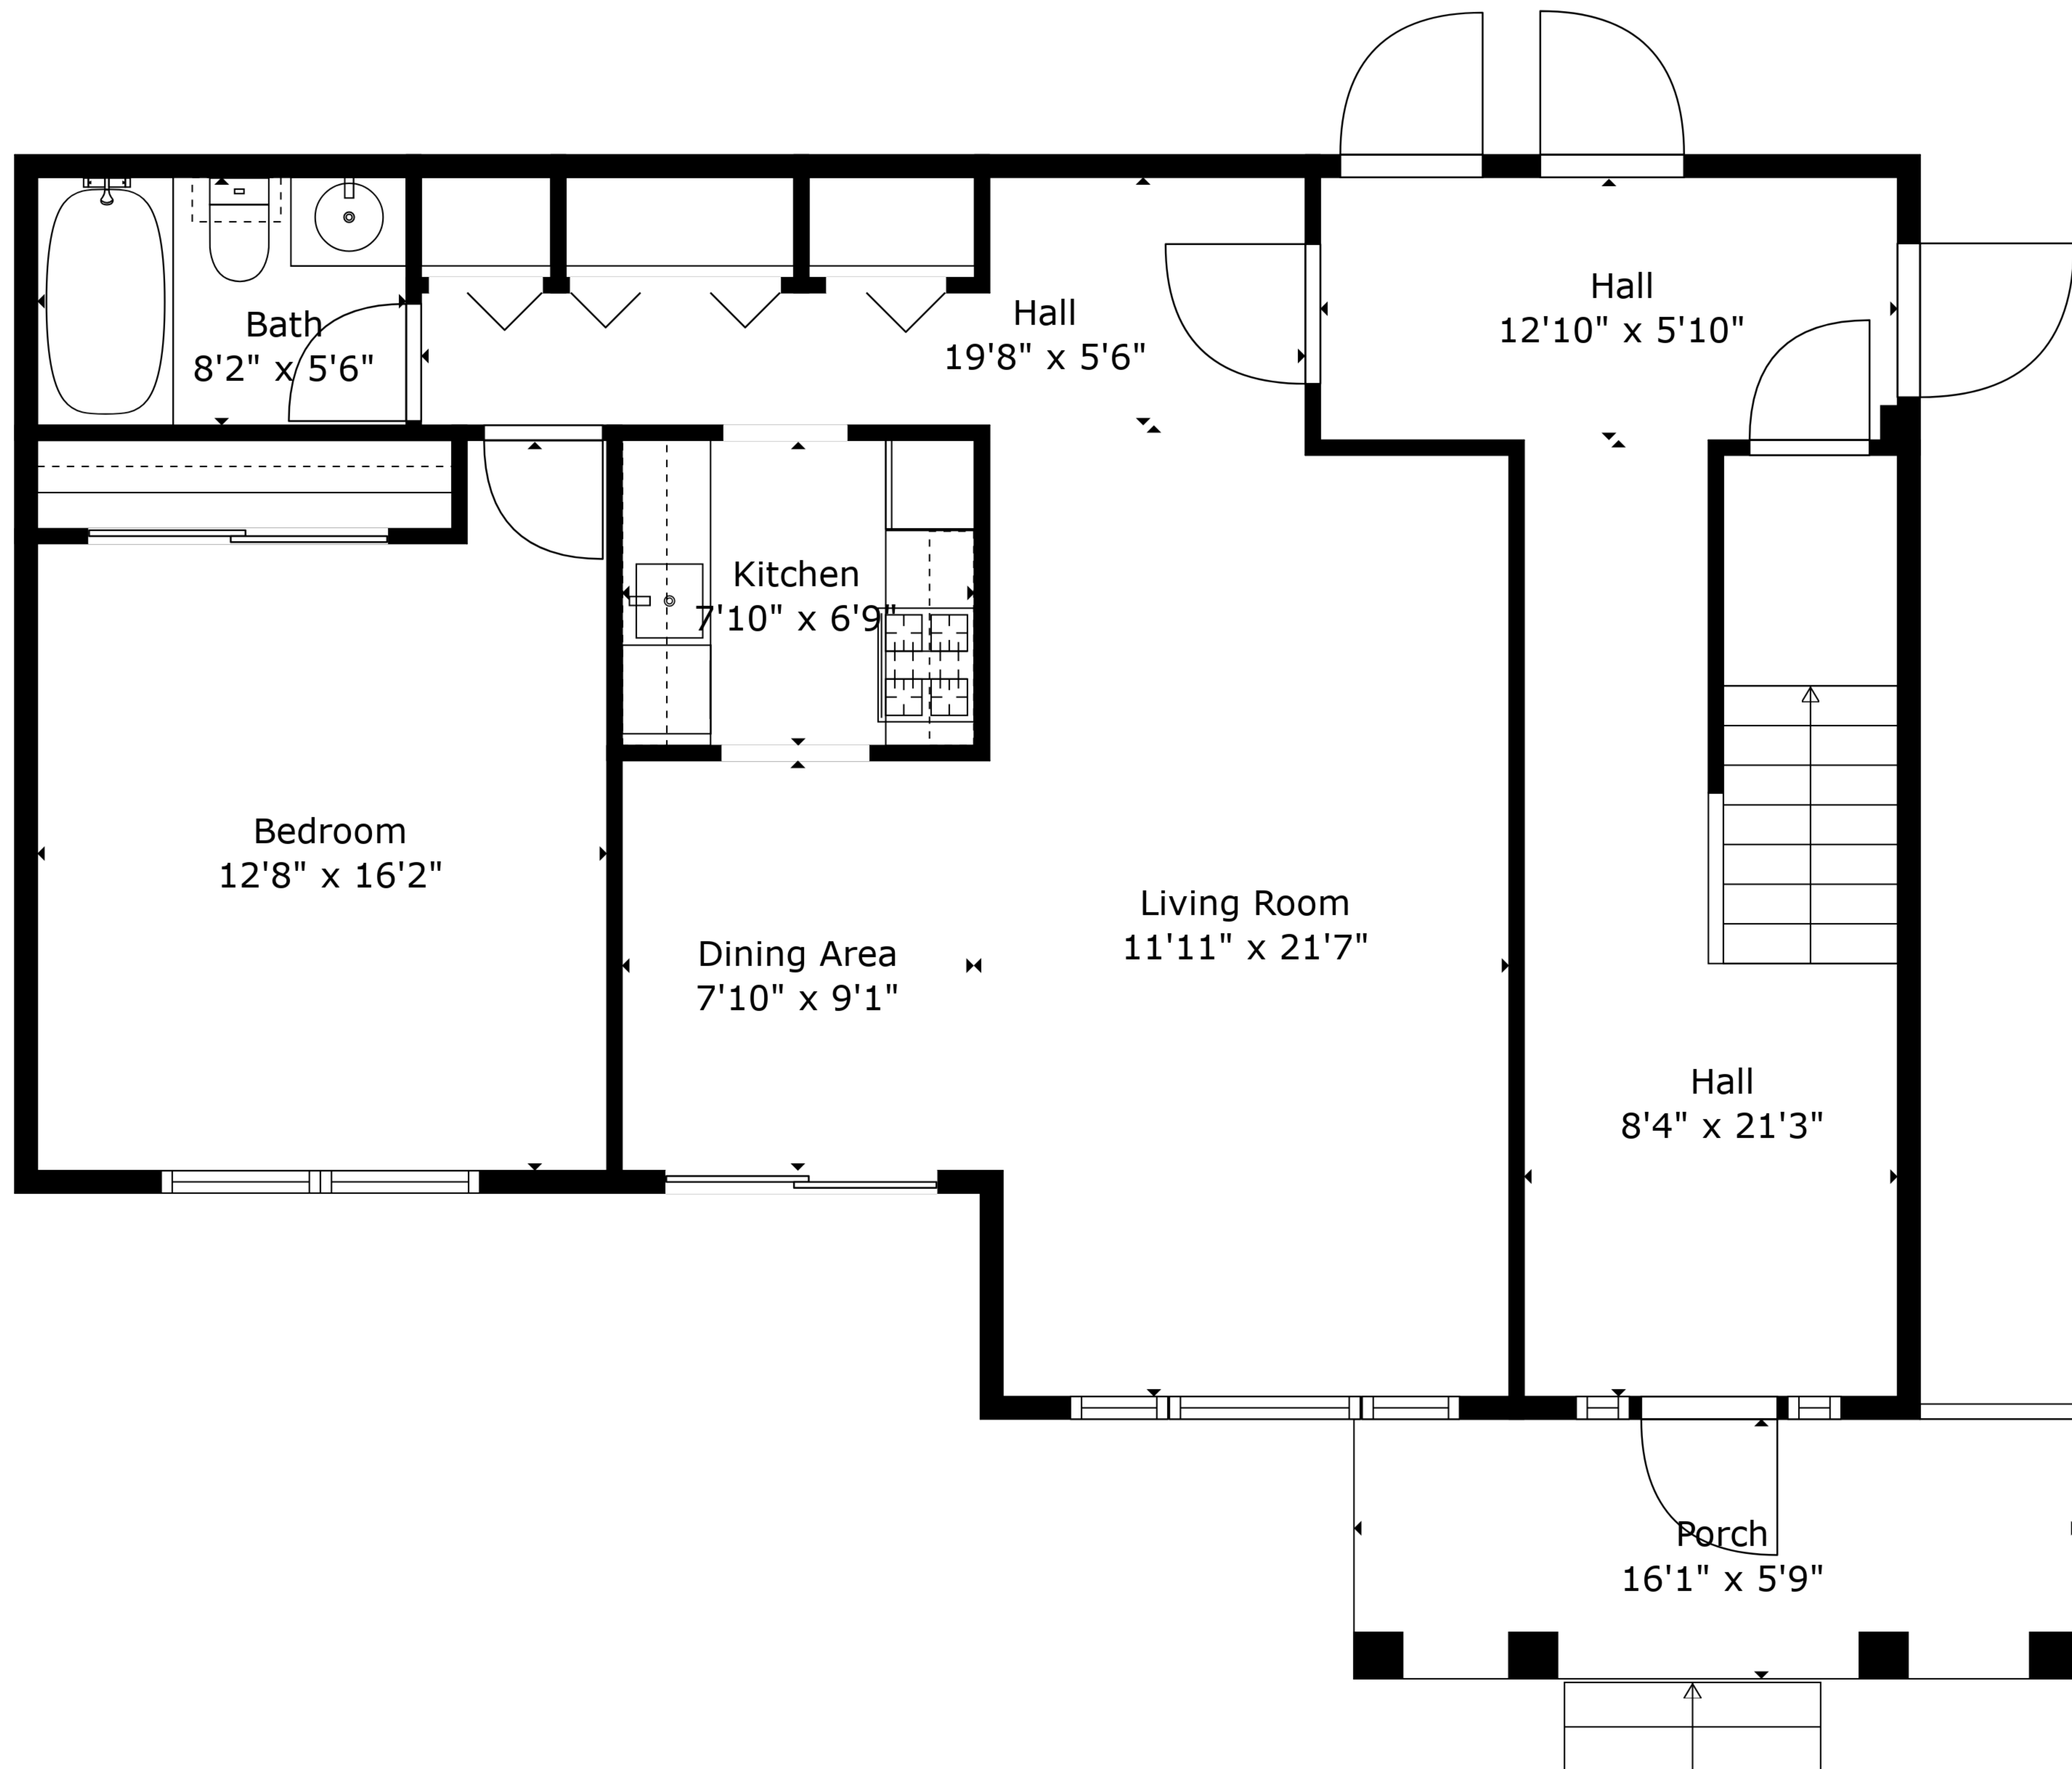 Bath
8'2" x 5'6"
Hall
19'8" x 5'6"
Hall
12'10" x 5'10"
Kitchen
7'10" x 6'9"
Bedroom
12'8" x 16'2"
Dining Area
7'10" x 9'1"
Living Room
11'11" x 21'7"
Hall
8'4" x 21'3"
Porch
16'1" x 5'9"